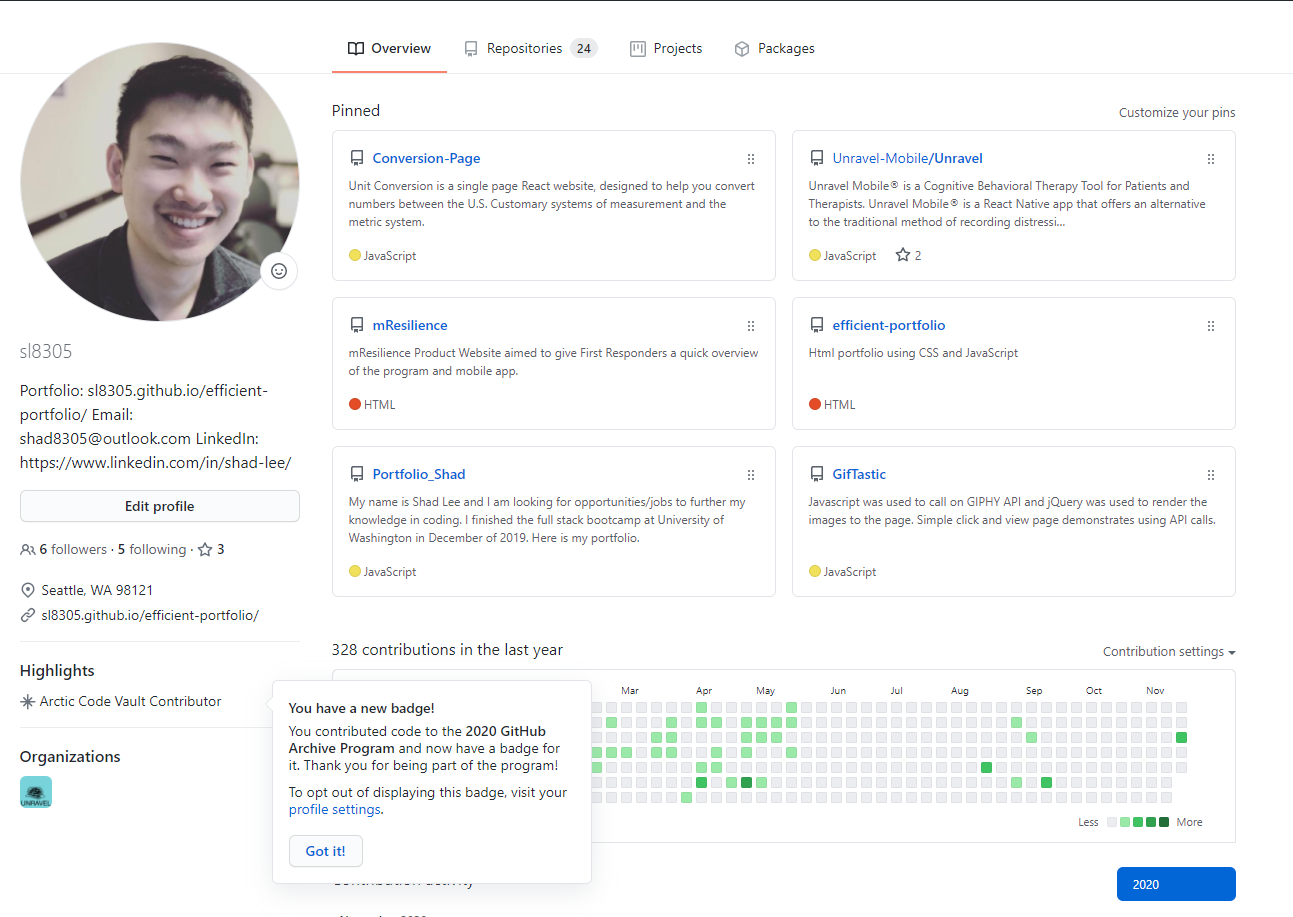 Overview
Repositories 24
Projects
Packages
sl8305
Portfolio: sl8305.github.io/efficient-
portfolio/ Email:
shad8305@outlook.com LinkedIn:
https://www.linkedin.com/in/shad-lee/
Edit profile
6 followers · 5 following · 3
Seattle, WA 98121
sl8305.github.io/efficient-portfolio/
Highlights
Arctic Code Vault Contributor
Organizations
UNRAVEL
Pinned
Customize your pins
Conversion-Page
Unit Conversion is a single page React website, designed to help you convert
numbers between the U.S. Customary systems of measurement and the
metric system.
JavaScript
Unravel-Mobile/Unravel
Unravel Mobile® is a Cognitive Behavioral Therapy Tool for Patients and
Therapists. Unravel Mobile® is a React Native app that offers an alternative
to the traditional method of recording distressi...
JavaScript 2
mResilience
mResilience Product Website aimed to give First Responders a quick overview
of the program and mobile app.
HTML
efficient-portfolio
Html portfolio using CSS and JavaScript
HTML
Portfolio_Shad
My name is Shad Lee and I am looking for opportunities/jobs to further my
knowledge in coding. I finished the full stack bootcamp at University of
Washington in December of 2019. Here is my portfolio.
JavaScript
GifTastic
Javascript was used to call on GIPHY API and jQuery was used to render the
images to the page. Simple click and view page demonstrates using API calls.
JavaScript
328 contributions in the last year
Contribution settings
Mar Apr May Jun Jul Aug Sep Oct Nov
Less More
You have a new badge!
You contributed code to the 2020 GitHub
Archive Program and now have a badge for
it. Thank you for being part of the program!
To opt out of displaying this badge, visit your
profile settings.
Got it!
2020